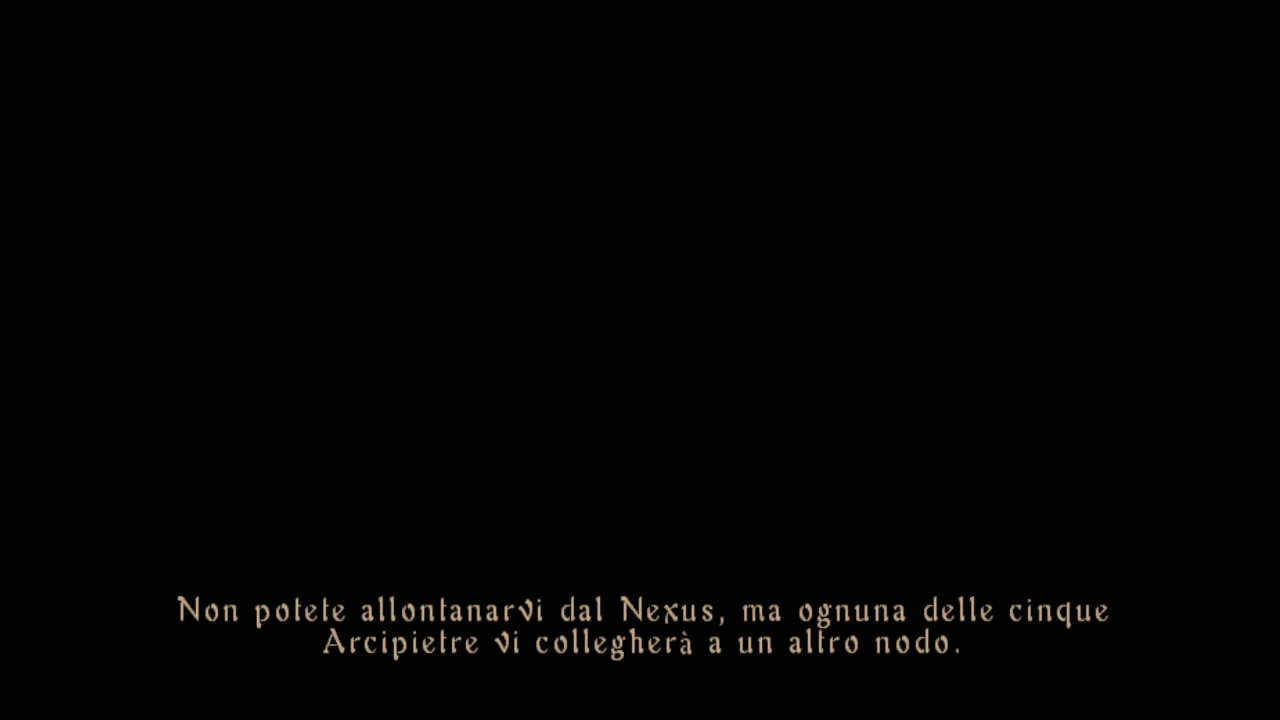 Non potete allontanarvi dal Nexus, ma ognuna delle cinque
Arcipietre vi collegherà a un altro nodo.